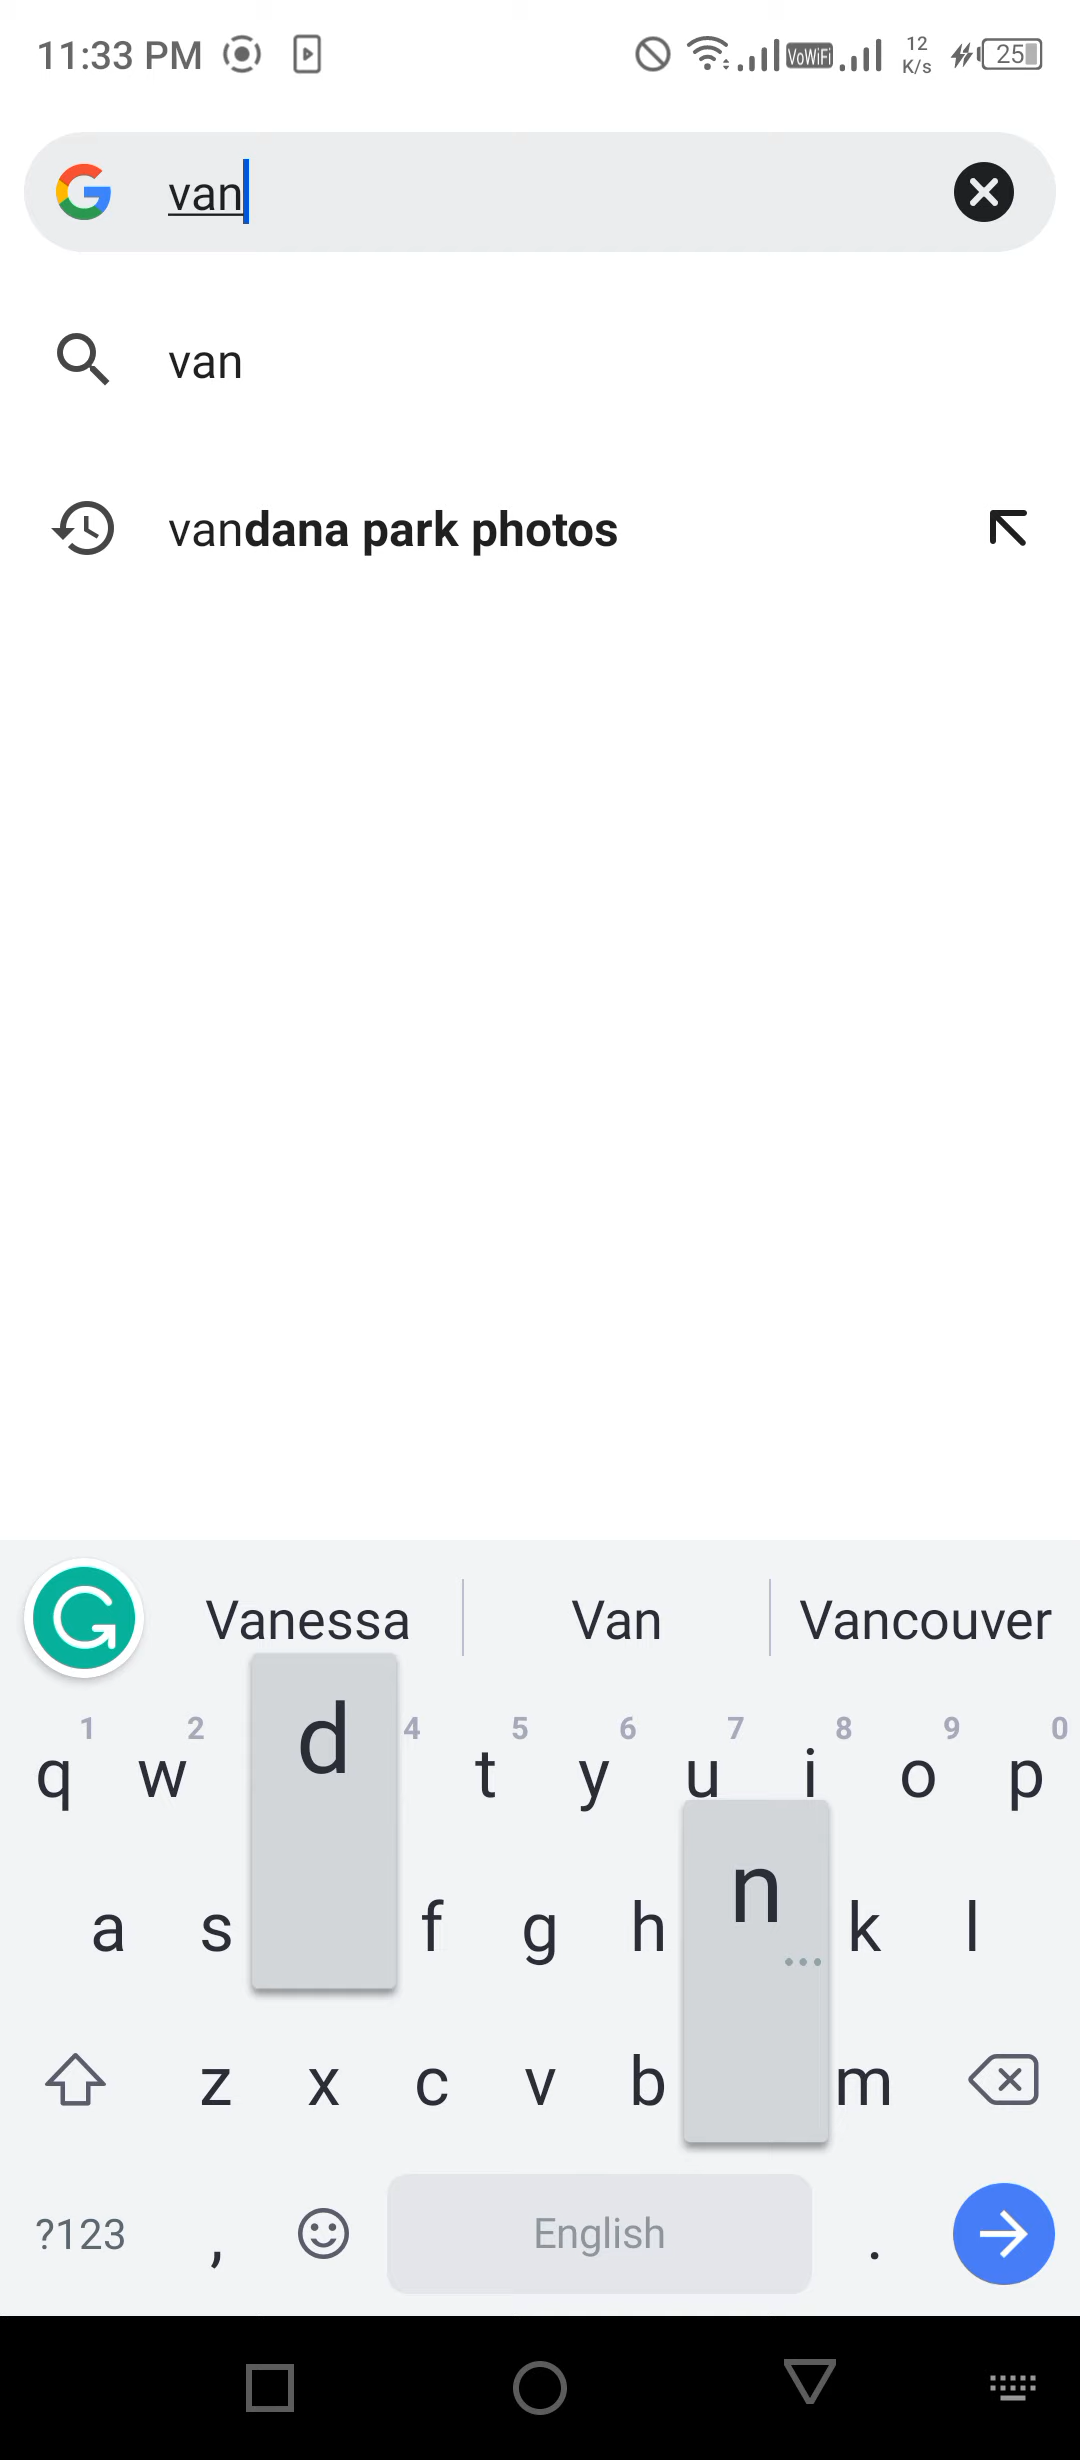 11:33 PM VoWiFi 12 K/s 25
van
van
vandana park photos
Vanessa Van Vancouver
1 2 4 5 6 7 8 9 0
q w d t y u i o p
a s f g h n k l
z x c v b m
?123 , English .